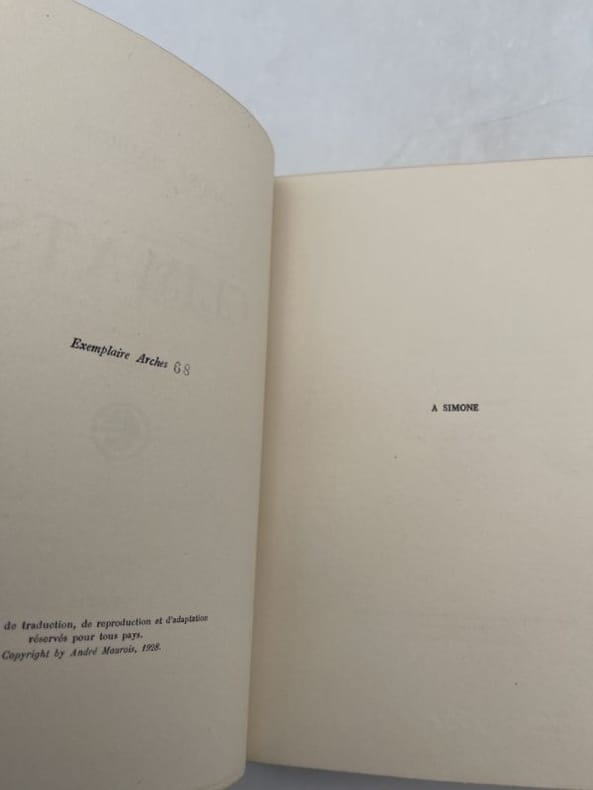 Exemplaire Arches 68
de traduction, de reproduction et d'adaptation
réservés pour tous pays.
Copyright by André Maurois, 1928.
A SIMONE